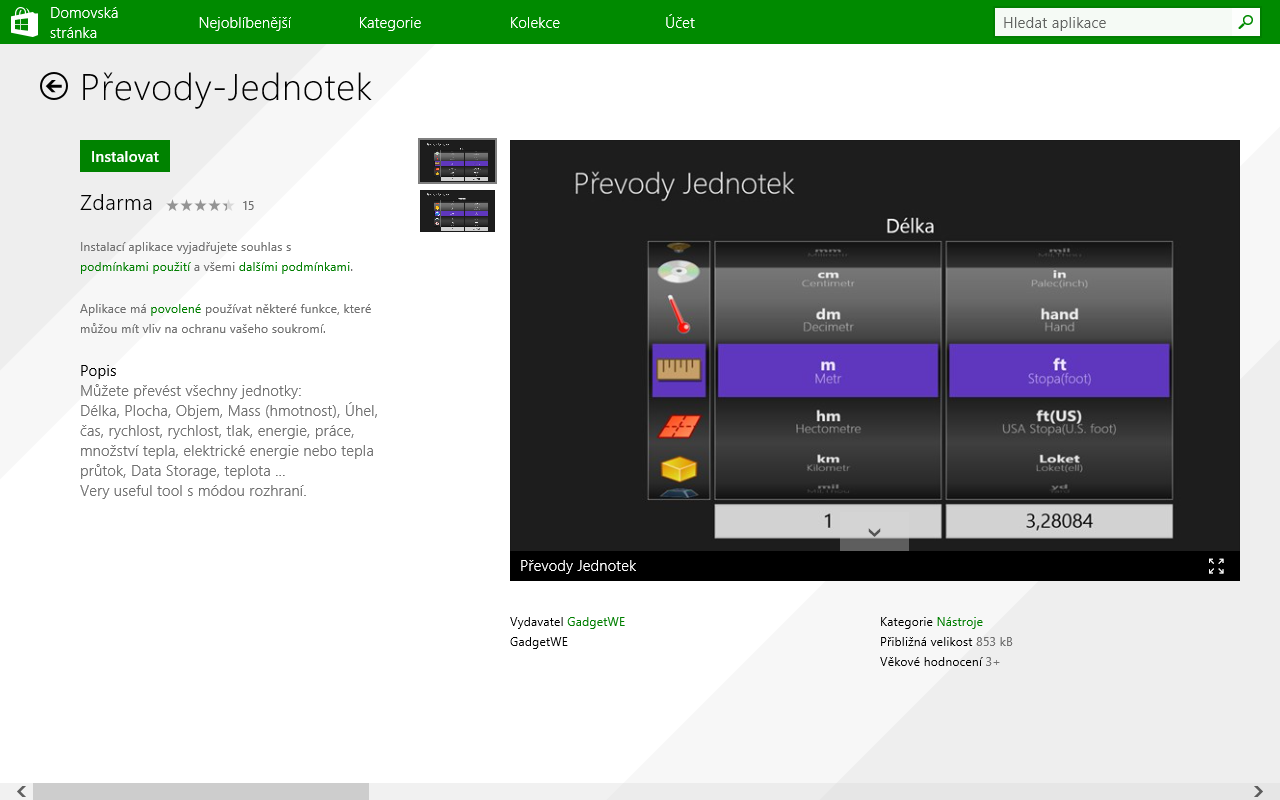 Domovská
stránka
Nejoblíbenější
Kategorie
Kolekce
Účet
Hledat aplikace
Převody-Jednotek
Instalovat
Zdarma
15
Instalací aplikace vyjadřujete souhlas s
podmínkami použití a všemi dalšími podmínkami.
Aplikace má povolené používat některé funkce, které
můžou mít vliv na ochranu vašeho soukromí.
Popis
Můžete převést všechny jednotky:
Délka, Plocha, Objem, Mass (hmotnost), Úhel,
čas, rychlost, rychlost, tlak, energie, práce,
množství tepla, elektrické energie nebo tepla
průtok, Data Storage, teplota ...
Very useful tool s módou rozhraní.
Převody Jednotek
Délka
mm
mil
cm
Centimetr
in
Palec(inch)
dm
Decimetr
hand
Hand
m
Metr
ft
Stopa(foot)
hm
Hectometre
ft(US)
USA Stopa(U.S. foot)
km
Kilometr
Loket
Loket(ell)
mil
yd
1
3,28084
Převody Jednotek
Vydavatel GadgetWE
GadgetWE
Kategorie Nástroje
Přibližná velikost 853 kB
Věkové hodnocení 3+